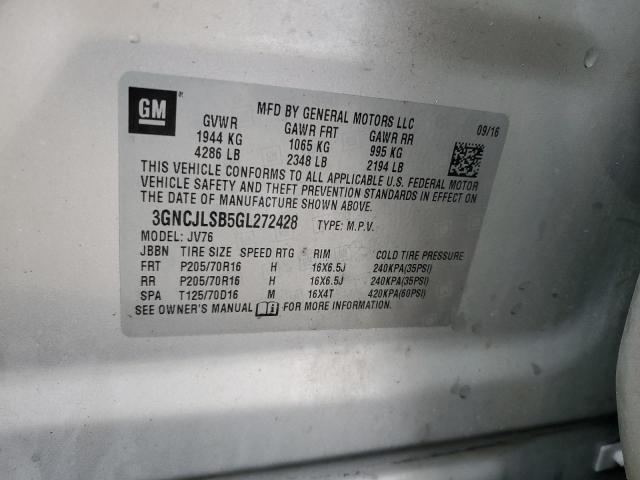 GM
MFD BY GENERAL MOTORS LLC 09/16
GVWR GAWR FRT GAWR RR
1944 KG 1065 KG 995 KG
4286 LB 2348 LB 2194 LB
THIS VEHICLE CONFORMS TO ALL APPLICABLE U.S. FEDERAL MOTOR
VEHICLE SAFETY AND THEFT PREVENTION STANDARDS IN EFFECT ON
THE DATE OF MANUFACTURE SHOWN ABOVE.
3GNCJLSB5GL272428 TYPE: M.P.V.
MODEL: JV76
JBBN TIRE SIZE SPEED RTG RIM COLD TIRE PRESSURE
FRT P205/70R16 H 16X6.5J 240KPA(35PSI)
RR P205/70R16 H 16X6.5J 240KPA(35PSI)
SPA T125/70D16 M 16X4T 420KPA(60PSI)
SEE OWNER'S MANUAL FOR MORE INFORMATION.